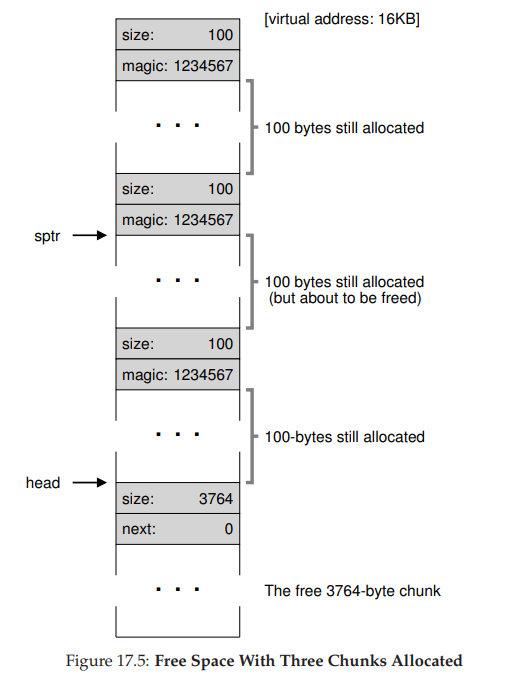 [virtual address: 16KB]
size: 100
magic: 1234567
. . .
100 bytes still allocated
size: 100
magic: 1234567
sptr
. . .
100 bytes still allocated
(but about to be freed)
size: 100
magic: 1234567
. . .
100-bytes still allocated
head
size: 3764
next: 0
. . .
The free 3764-byte chunk
Figure 17.5: Free Space With Three Chunks Allocated